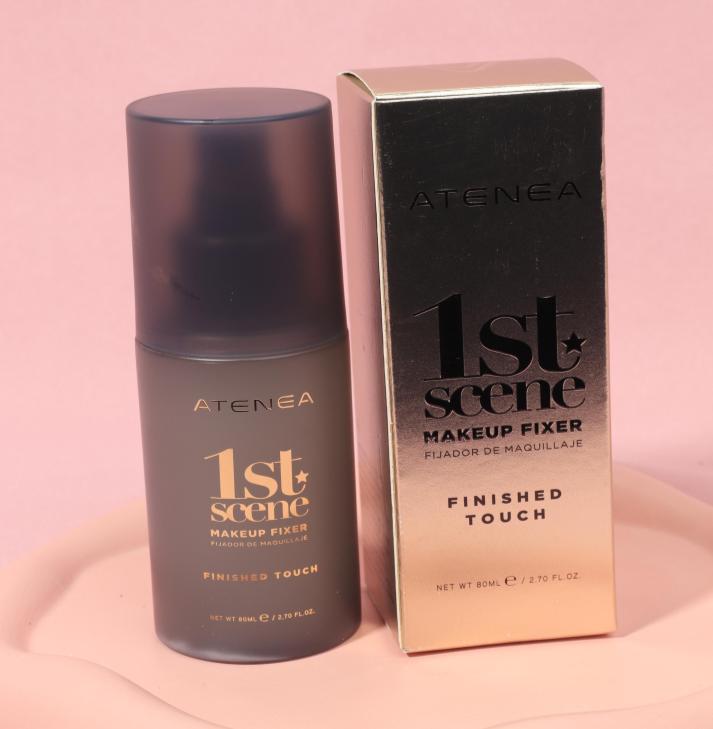 ATENEA
1st
scene
MAKEUP FIXER
FIJADOR DE MAQUILLAJE
FINISHED TOUCH
NET WT 80ML ℮ / 2,70 FL.OZ.
ATENEA
1st
scene
MAKEUP FIXER
FIJADOR DE MAQUILLAJE
FINISHED
TOUCH
NET WT 80ML ℮ / 2.70 FL.OZ.